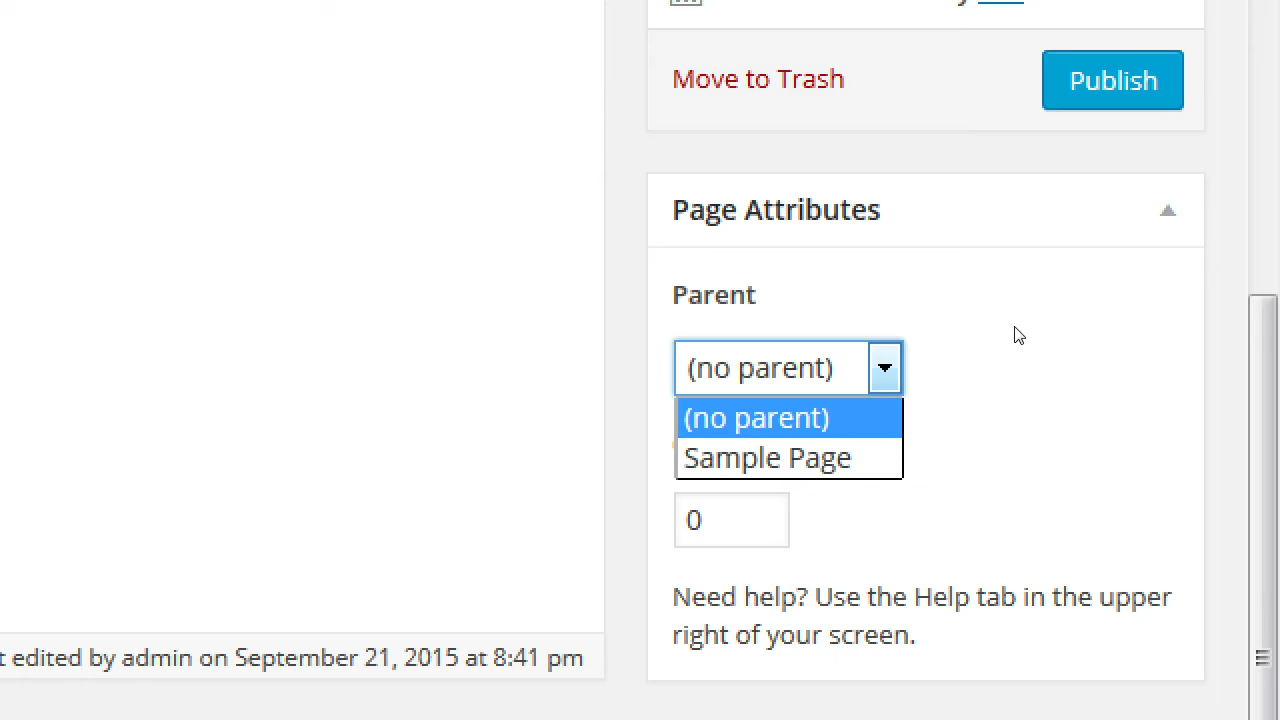 Move to Trash
Publish
Page Attributes
Parent
(no parent)
(no parent)
Sample Page
0
Need help? Use the Help tab in the upper
right of your screen.
t edited by admin on September 21, 2015 at 8:41 pm